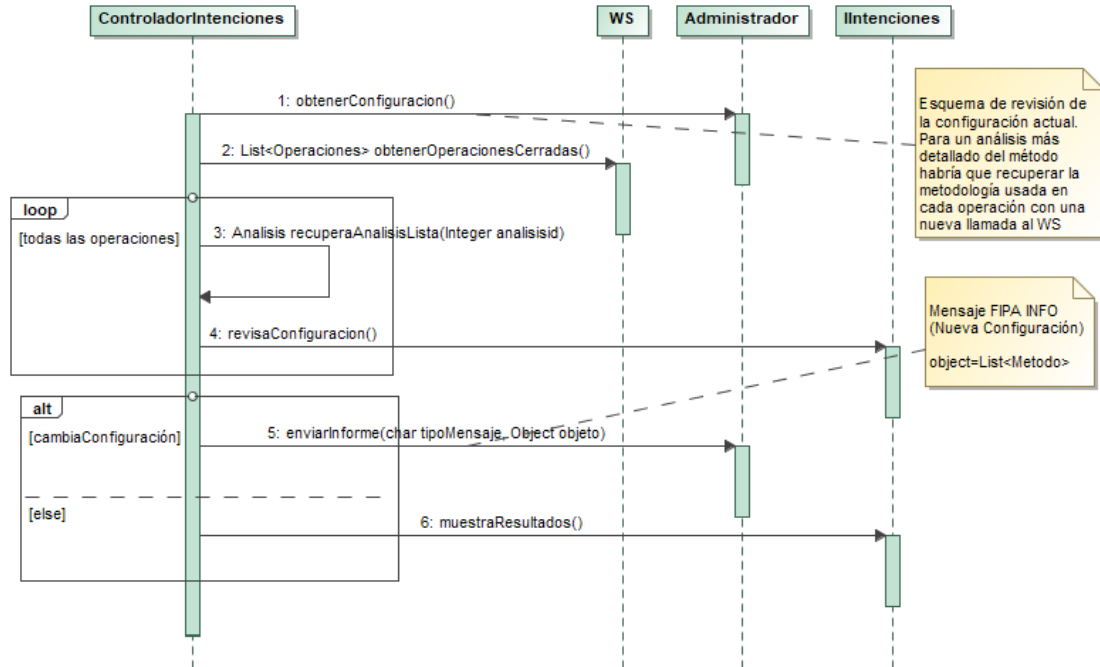 ControladorIntenciones
WS
Administrador
IIntenciones
1: obtenerConfiguracion()
Esquema de revisión de
la configuración actual.
Para un análisis más
detallado del método
habría que recuperar la
metodología usada en
cada operación con una
nueva llamada al WS
2: List<Operaciones> obtenerOperacionesCerradas()
loop
[todas las operaciones]
3: Analisis recuperaAnalisisLista(Integer analisisid)
4: revisaConfiguracion()
Mensaje FIPA INFO
(Nueva Configuración)
object=List<Metodo>
alt
[cambiaConfiguración]
5: enviarInforme(char tipoMensaje, Object objeto)
[else]
6: muestraResultados()